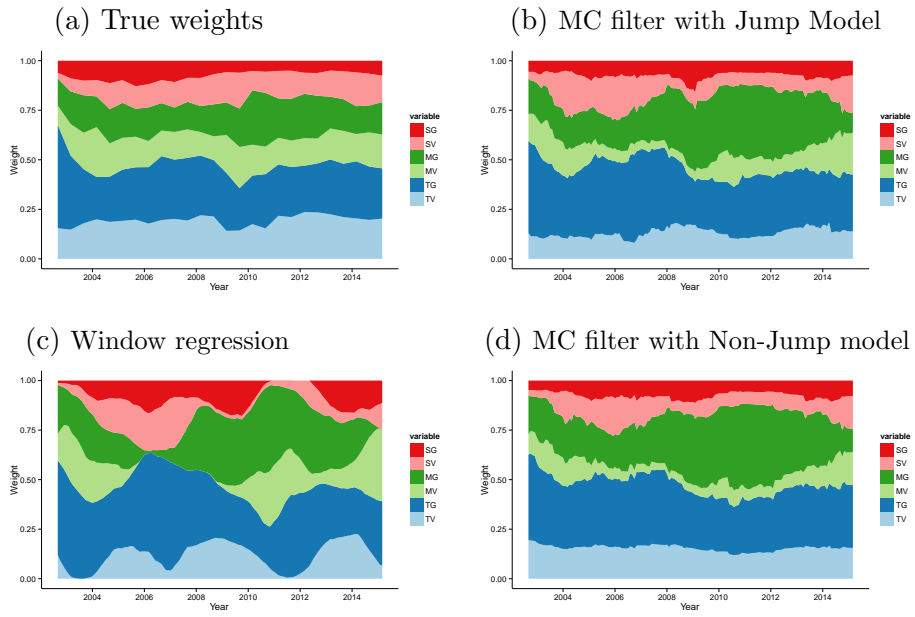 (a) True weights
1.00
0.75
0.50
0.25
0.00
Weight
2004 2006 2008 2010 2012 2014
Year
variable
SG
SV
MG
MV
TG
TV
(b) MC filter with Jump Model
1.00
0.75
0.50
0.25
0.00
Weight
2004 2006 2008 2010 2012 2014
Year
variable
SG
SV
MG
MV
TG
TV
(c) Window regression
1.00
0.75
0.50
0.25
0.00
Weight
2004 2006 2008 2010 2012 2014
Year
variable
SG
SV
MG
MV
TG
TV
(d) MC filter with Non-Jump model
1.00
0.75
0.50
0.25
0.00
Weight
2004 2006 2008 2010 2012 2014
Year
variable
SG
SV
MG
MV
TG
TV